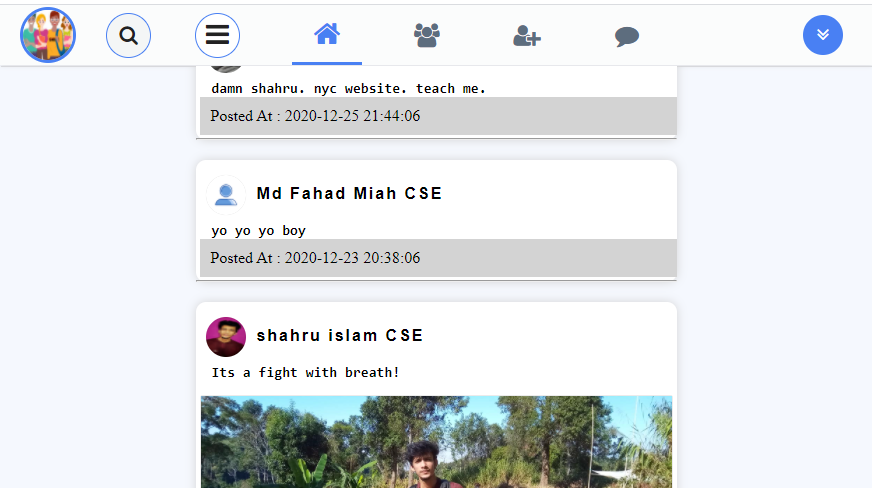 damn shahru. nyc website. teach me.
Posted At : 2020-12-25 21:44:06
Md Fahad Miah CSE
yo yo yo boy
Posted At : 2020-12-23 20:38:06
shahru islam CSE
Its a fight with breath!